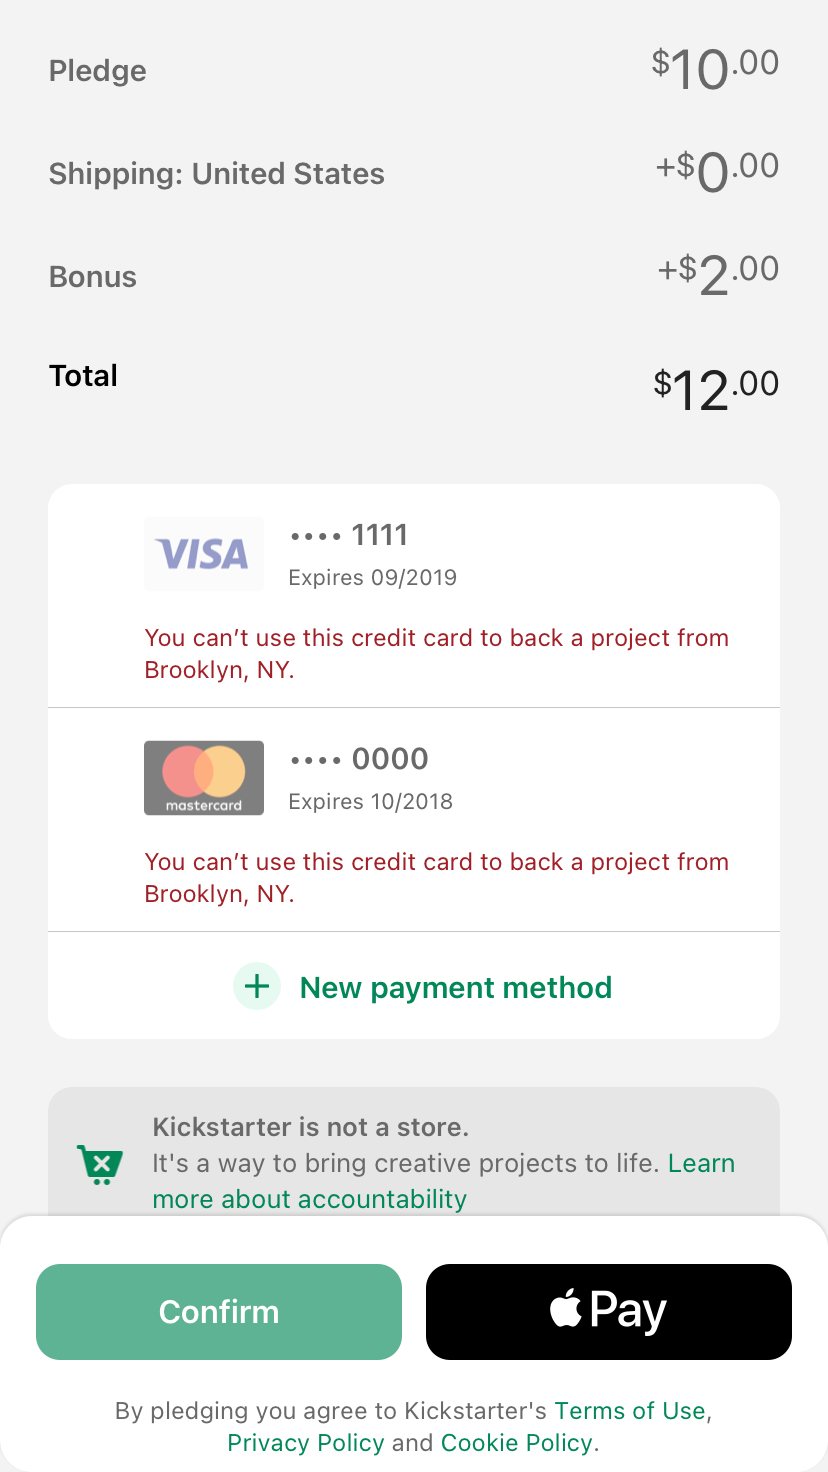 Pledge $10.00
Shipping: United States +$0.00
Bonus +$2.00
Total $12.00
VISA •••• 1111
Expires 09/2019
You can’t use this credit card to back a project from
Brooklyn, NY.
•••• 0000
mastercard Expires 10/2018
You can’t use this credit card to back a project from
Brooklyn, NY.
+ New payment method
Kickstarter is not a store.
It's a way to bring creative projects to life. Learn
more about accountability
Confirm Pay
By pledging you agree to Kickstarter's Terms of Use,
Privacy Policy and Cookie Policy.